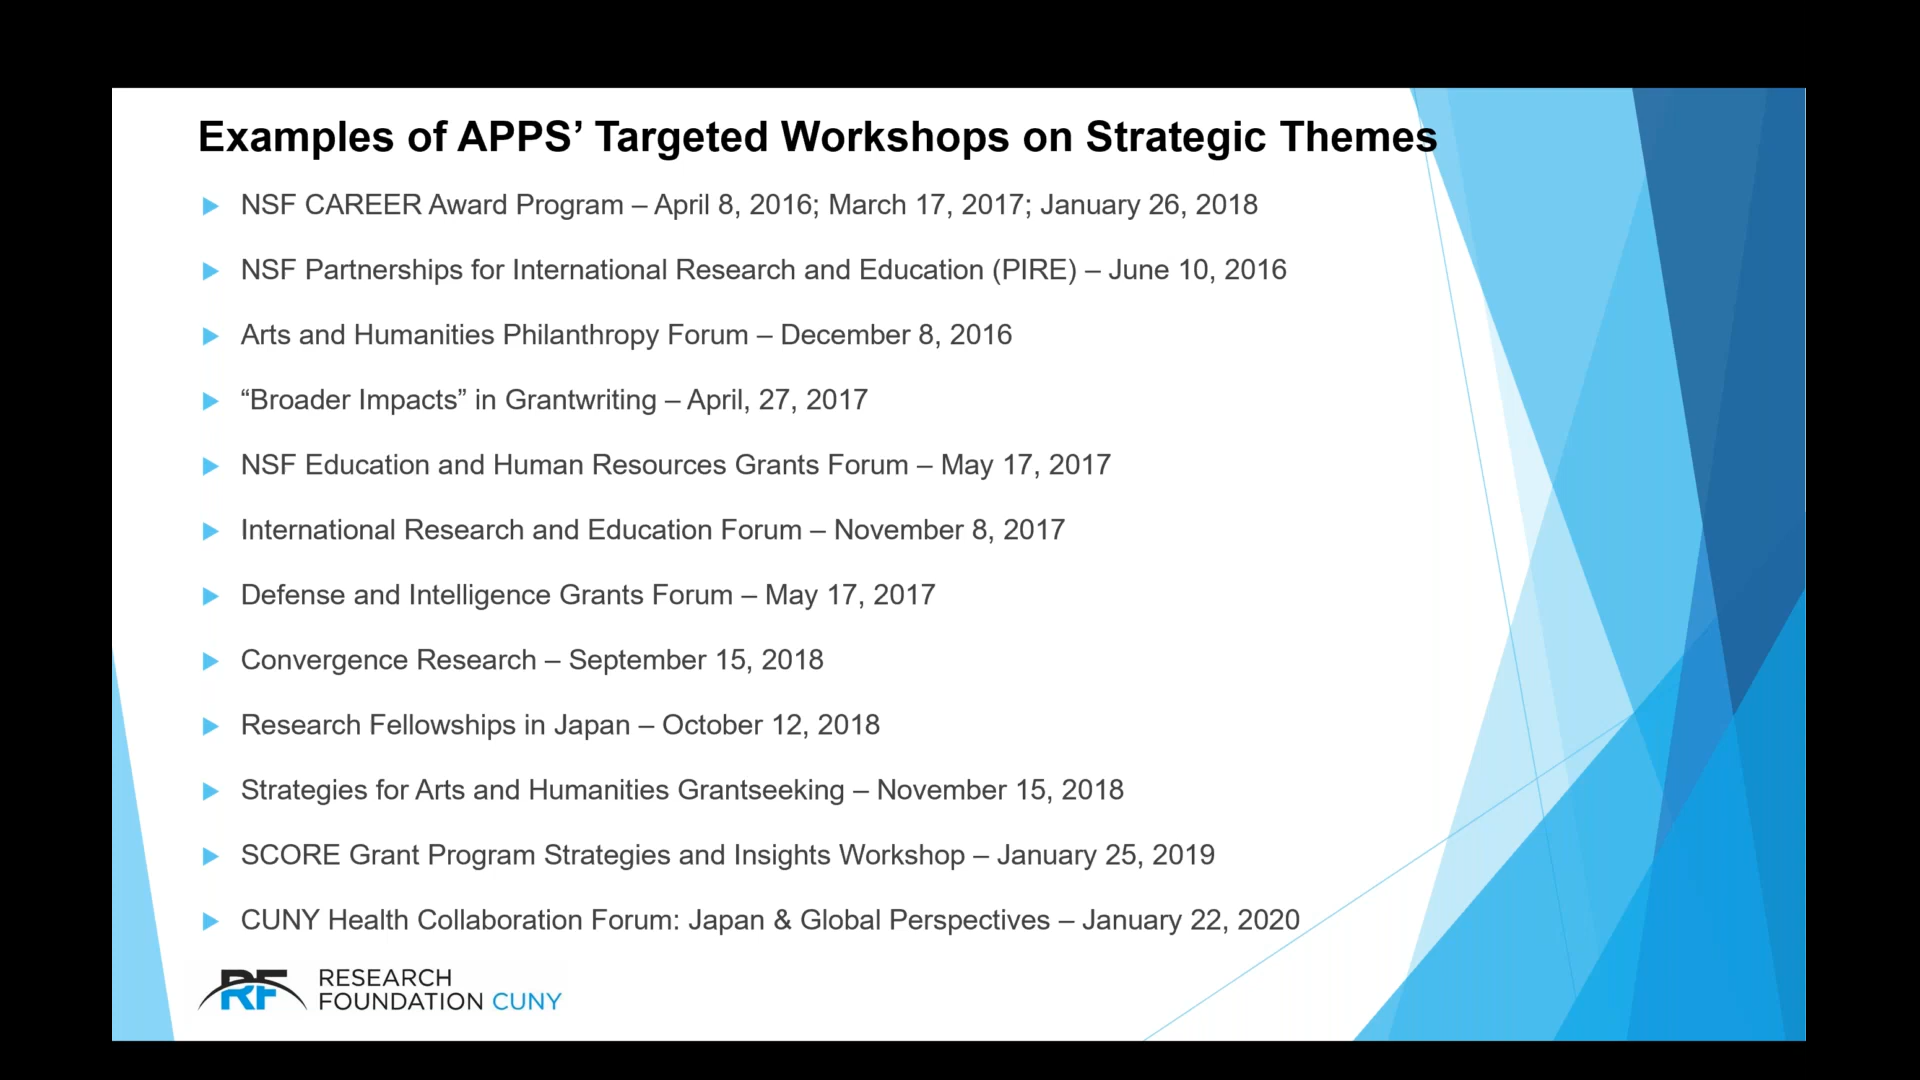 Examples of APPS’ Targeted Workshops on Strategic Themes
NSF CAREER Award Program – April 8, 2016; March 17, 2017; January 26, 2018
NSF Partnerships for International Research and Education (PIRE) – June 10, 2016
Arts and Humanities Philanthropy Forum – December 8, 2016
“Broader Impacts” in Grantwriting – April, 27, 2017
NSF Education and Human Resources Grants Forum – May 17, 2017
International Research and Education Forum – November 8, 2017
Defense and Intelligence Grants Forum – May 17, 2017
Convergence Research – September 15, 2018
Research Fellowships in Japan – October 12, 2018
Strategies for Arts and Humanities Grantseeking – November 15, 2018
SCORE Grant Program Strategies and Insights Workshop – January 25, 2019
CUNY Health Collaboration Forum: Japan & Global Perspectives – January 22, 2020
RF RESEARCH
FOUNDATION CUNY